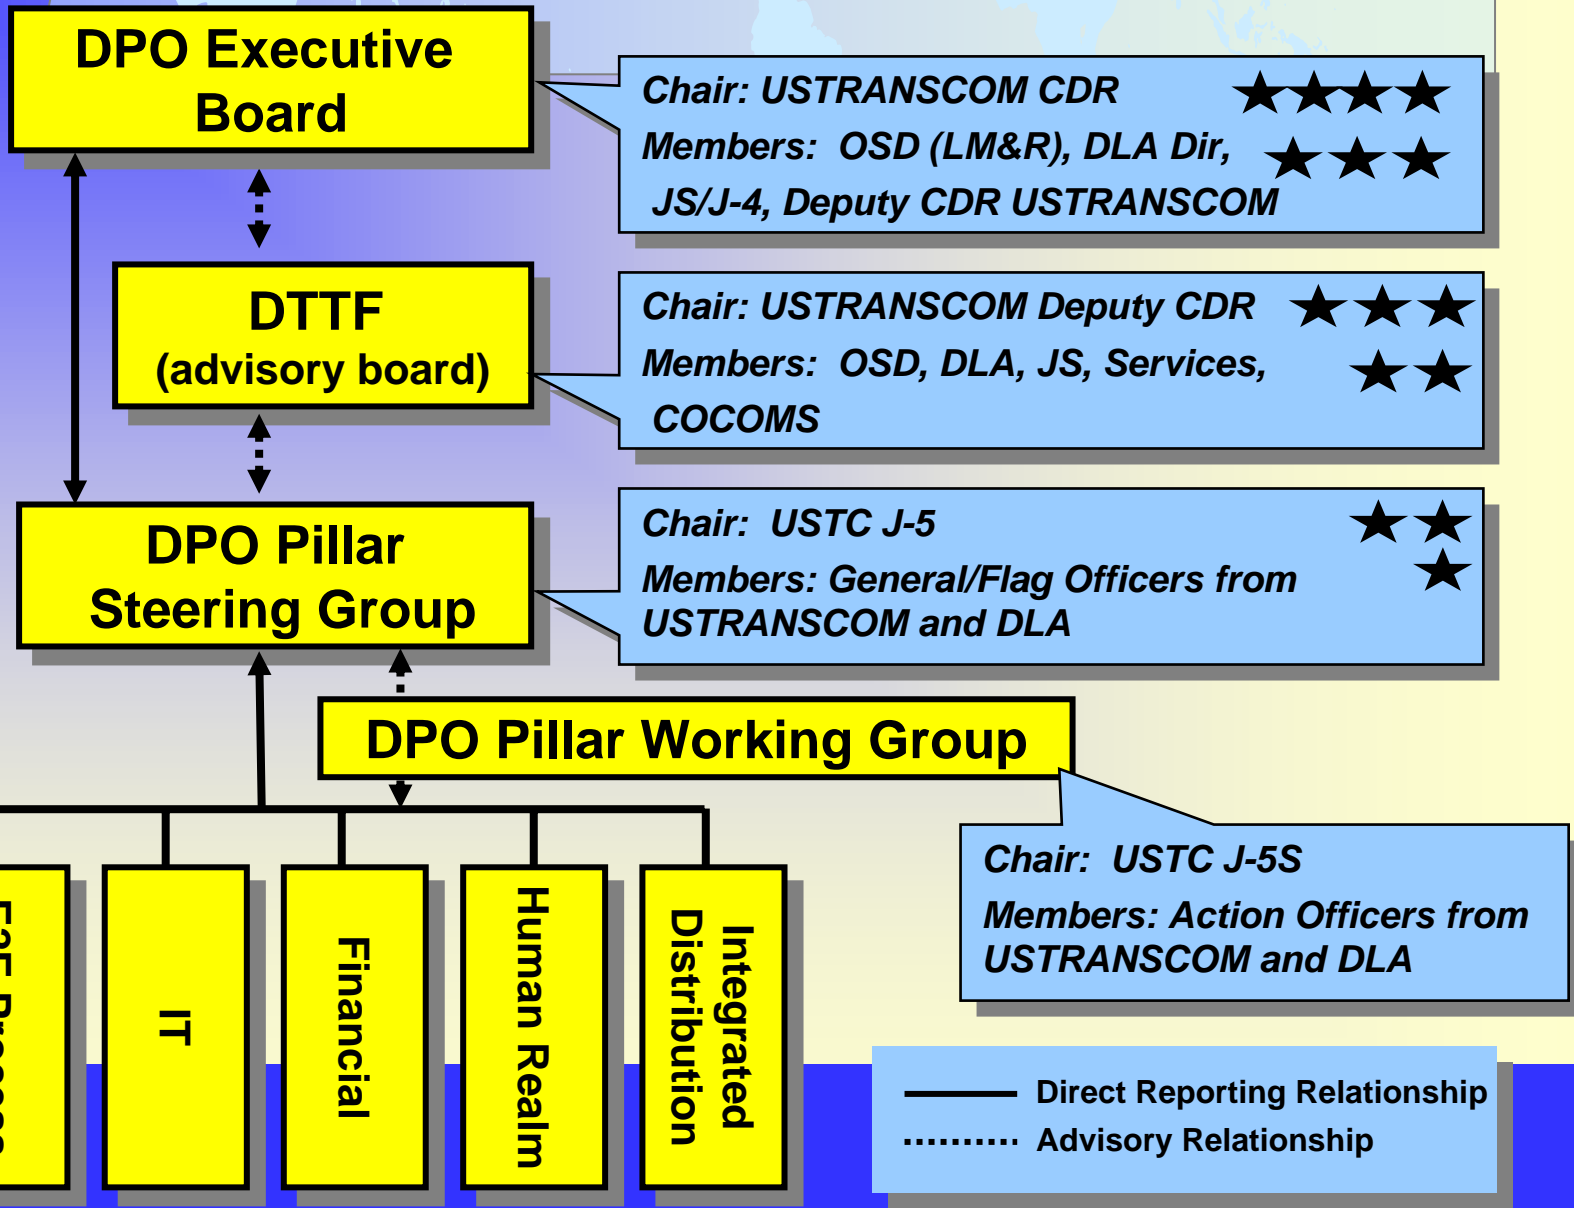 DPO Executive
Board
Chair: USTRANSCOM CDR
Members: OSD (LM&R), DLA Dir,
JS/J-4, Deputy CDR USTRANSCOM
DTTF
(advisory board)
Chair: USTRANSCOM Deputy CDR
Members: OSD, DLA, JS, Services,
COCOMS
DPO Pillar
Steering Group
Chair: USTC J-5
Members: General/Flag Officers from
USTRANSCOM and DLA
DPO Pillar Working Group
Chair: USTC J-5S
Members: Action Officers from
USTRANSCOM and DLA
E2E Process
IT
Financial
Human Realm
Integrated
Distribution
Direct Reporting Relationship
Advisory Relationship